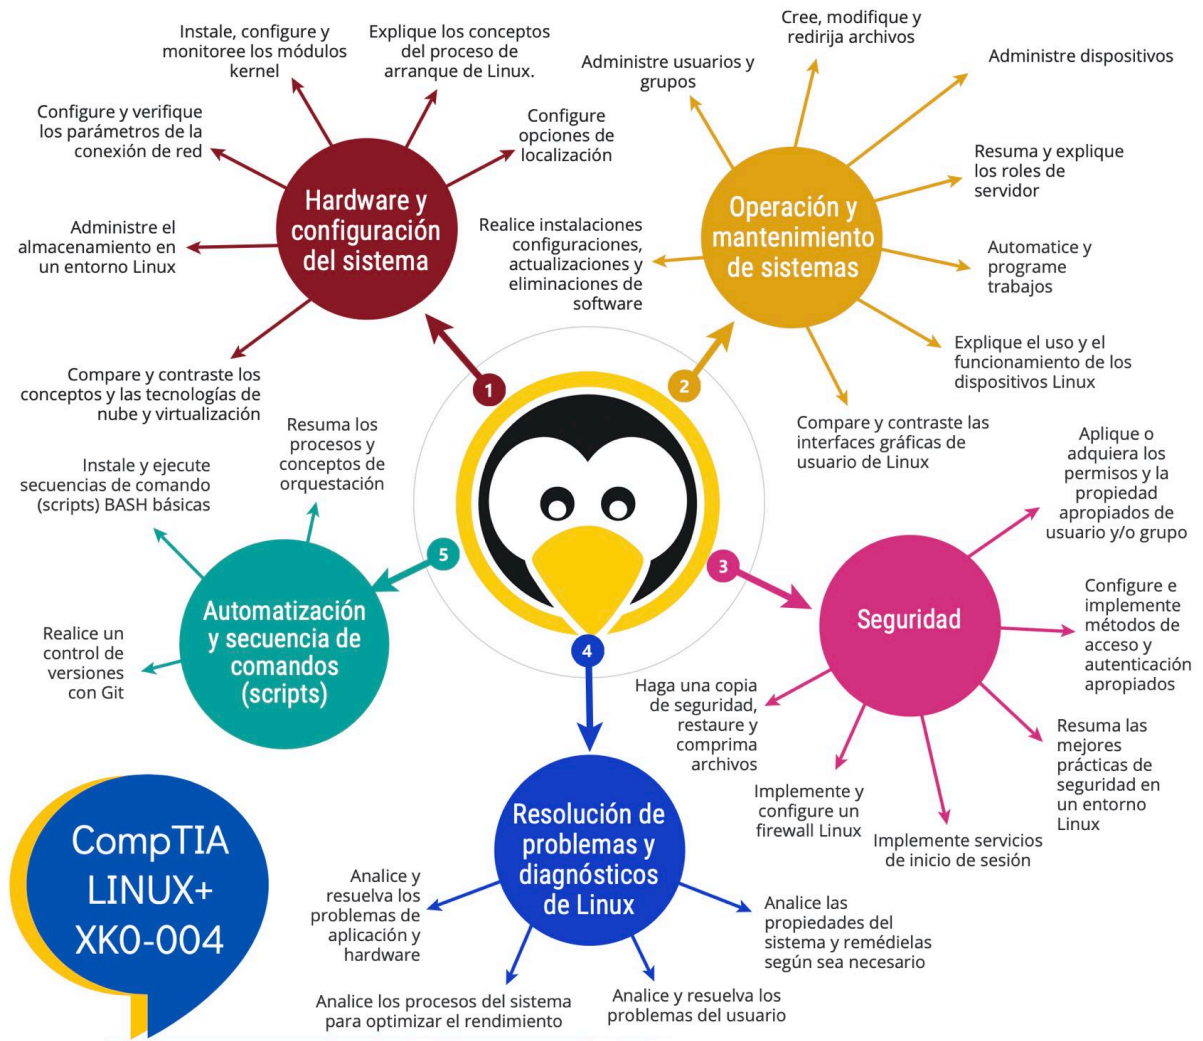 Instale, configure y
monitoree los módulos
kernel
Explique los conceptos
del proceso de
arranque de Linux.
Configure y verifique
los parámetros de la
conexión de red
Configure
opciones de
localización
Hardware y
configuración
del sistema
Administre el
almacenamiento en
un entorno Linux
Compare y contraste los
conceptos y las tecnologías de
nube y virtualización
1
Cree, modifique y
redirija archivos
Administre usuarios y
grupos
Administre dispositivos
Resuma y explique
los roles de
servidor
Operación y
mantenimiento
de sistemas
Realice instalaciones
configuraciones,
actualizaciones y
eliminaciones de
software
Automatice y
programe
trabajos
Explique el uso y el
funcionamiento de los
dispositivos Linux
Compare y contraste las
interfaces gráficas de
usuario de Linux
2
Aplique o
adquiera los
permisos y la
propiedad
apropiados de
usuario y/o grupo
3
Seguridad
Configure e
implemente
métodos de
acceso y
autenticación
apropiados
Haga una copia
de seguridad,
restaure y
comprima
archivos
Resuma las
mejores
prácticas de
seguridad en
un entorno
Linux
Implemente y
configure un
firewall Linux
Implemente servicios
de inicio de sesión
4
Resolución de
problemas y
diagnósticos
de Linux
Analice y
resuelva los
problemas de
aplicación y
hardware
Analice las
propiedades del
sistema y remédielas
según sea necesario
Analice los procesos del sistema
para optimizar el rendimiento
Analice y resuelva los
problemas del usuario
5
Resuma los
procesos y
conceptos de
orquestación
Instale y ejecute
secuencias de comando
(scripts) BASH básicas
Automatización
y secuencia de
comandos
(scripts)
Realice un
control de
versiones
con Git
CompTIA
LINUX+
XK0-004